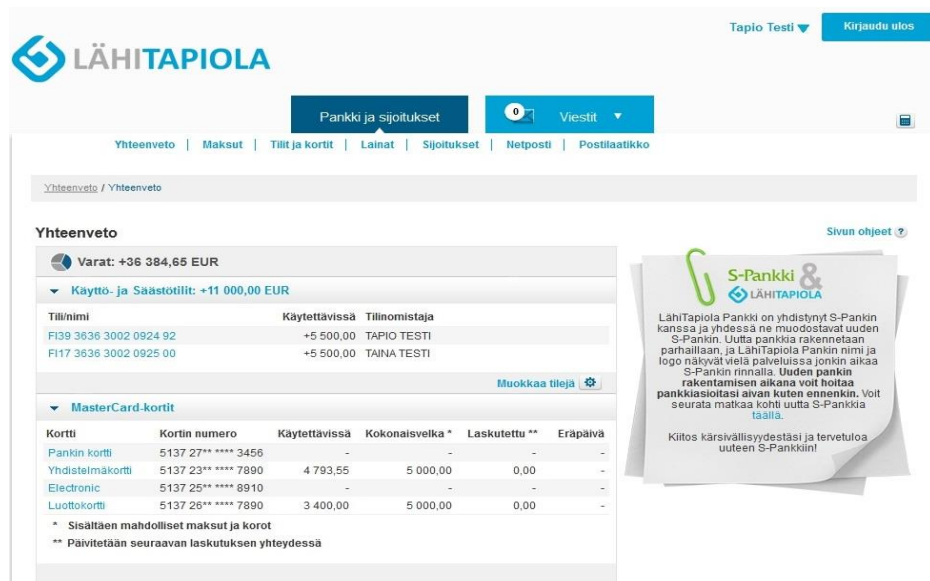 Tapio Testi
Kirjaudu ulos
LÄHITAPIOLA
Pankki ja sijoitukset
0
Viestit
Yhteenveto | Maksut | Tilit ja kortit | Lainat | Sijoitukset | Netposti | Postilaatikko
Yhteenveto / Yhteenveto
Yhteenveto
Sivun ohjeet ?
Varat: +36 384,65 EUR
Käyttö- ja Säästötilit: +11 000,00 EUR
Tili/nimi Käytettävissä Tilinomistaja
FI39 3636 3002 0924 92 +5 500,00 TAPIO TESTI
FI17 3636 3002 0925 00 +5 500,00 TAINA TESTI
Muokkaa tilejä
MasterCard-kortit
Kortti Kortin numero Käytettävissä Kokonaisvelka * Laskutettu ** Eräpäivä
Pankin kortti 5137 27** **** 3456 - - - -
Yhdistelmäkortti 5137 23** **** 7890 4 793,55 5 000,00 0,00 -
Electronic 5137 25** **** 8910 - - - -
Luottokortti 5137 26** **** 7890 3 400,00 5 000,00 0,00 -
* Sisältäen mahdolliset maksut ja korot
** Päivitetään seuraavan laskutuksen yhteydessä
S-Pankki &
LÄHITAPIOLA
LähiTapiola Pankki on yhdistynyt S-Pankin
kanssa ja yhdessä ne muodostavat uuden
S-Pankin. Uutta pankkia rakennetaan
parhaillaan, ja LähiTapiola Pankin nimi ja
logo näkyvät vielä palveluissa jonkin aikaa
S-Pankin rinnalla. Uuden pankin
rakentamisen aikana voit hoitaa
pankkiasioitasi aivan kuten ennenkin. Voit
seurata matkaa kohti uutta S-Pankkia
täällä.
Kiitos kärsivällisyydestäsi ja tervetuloa
uuteen S-Pankkiin!